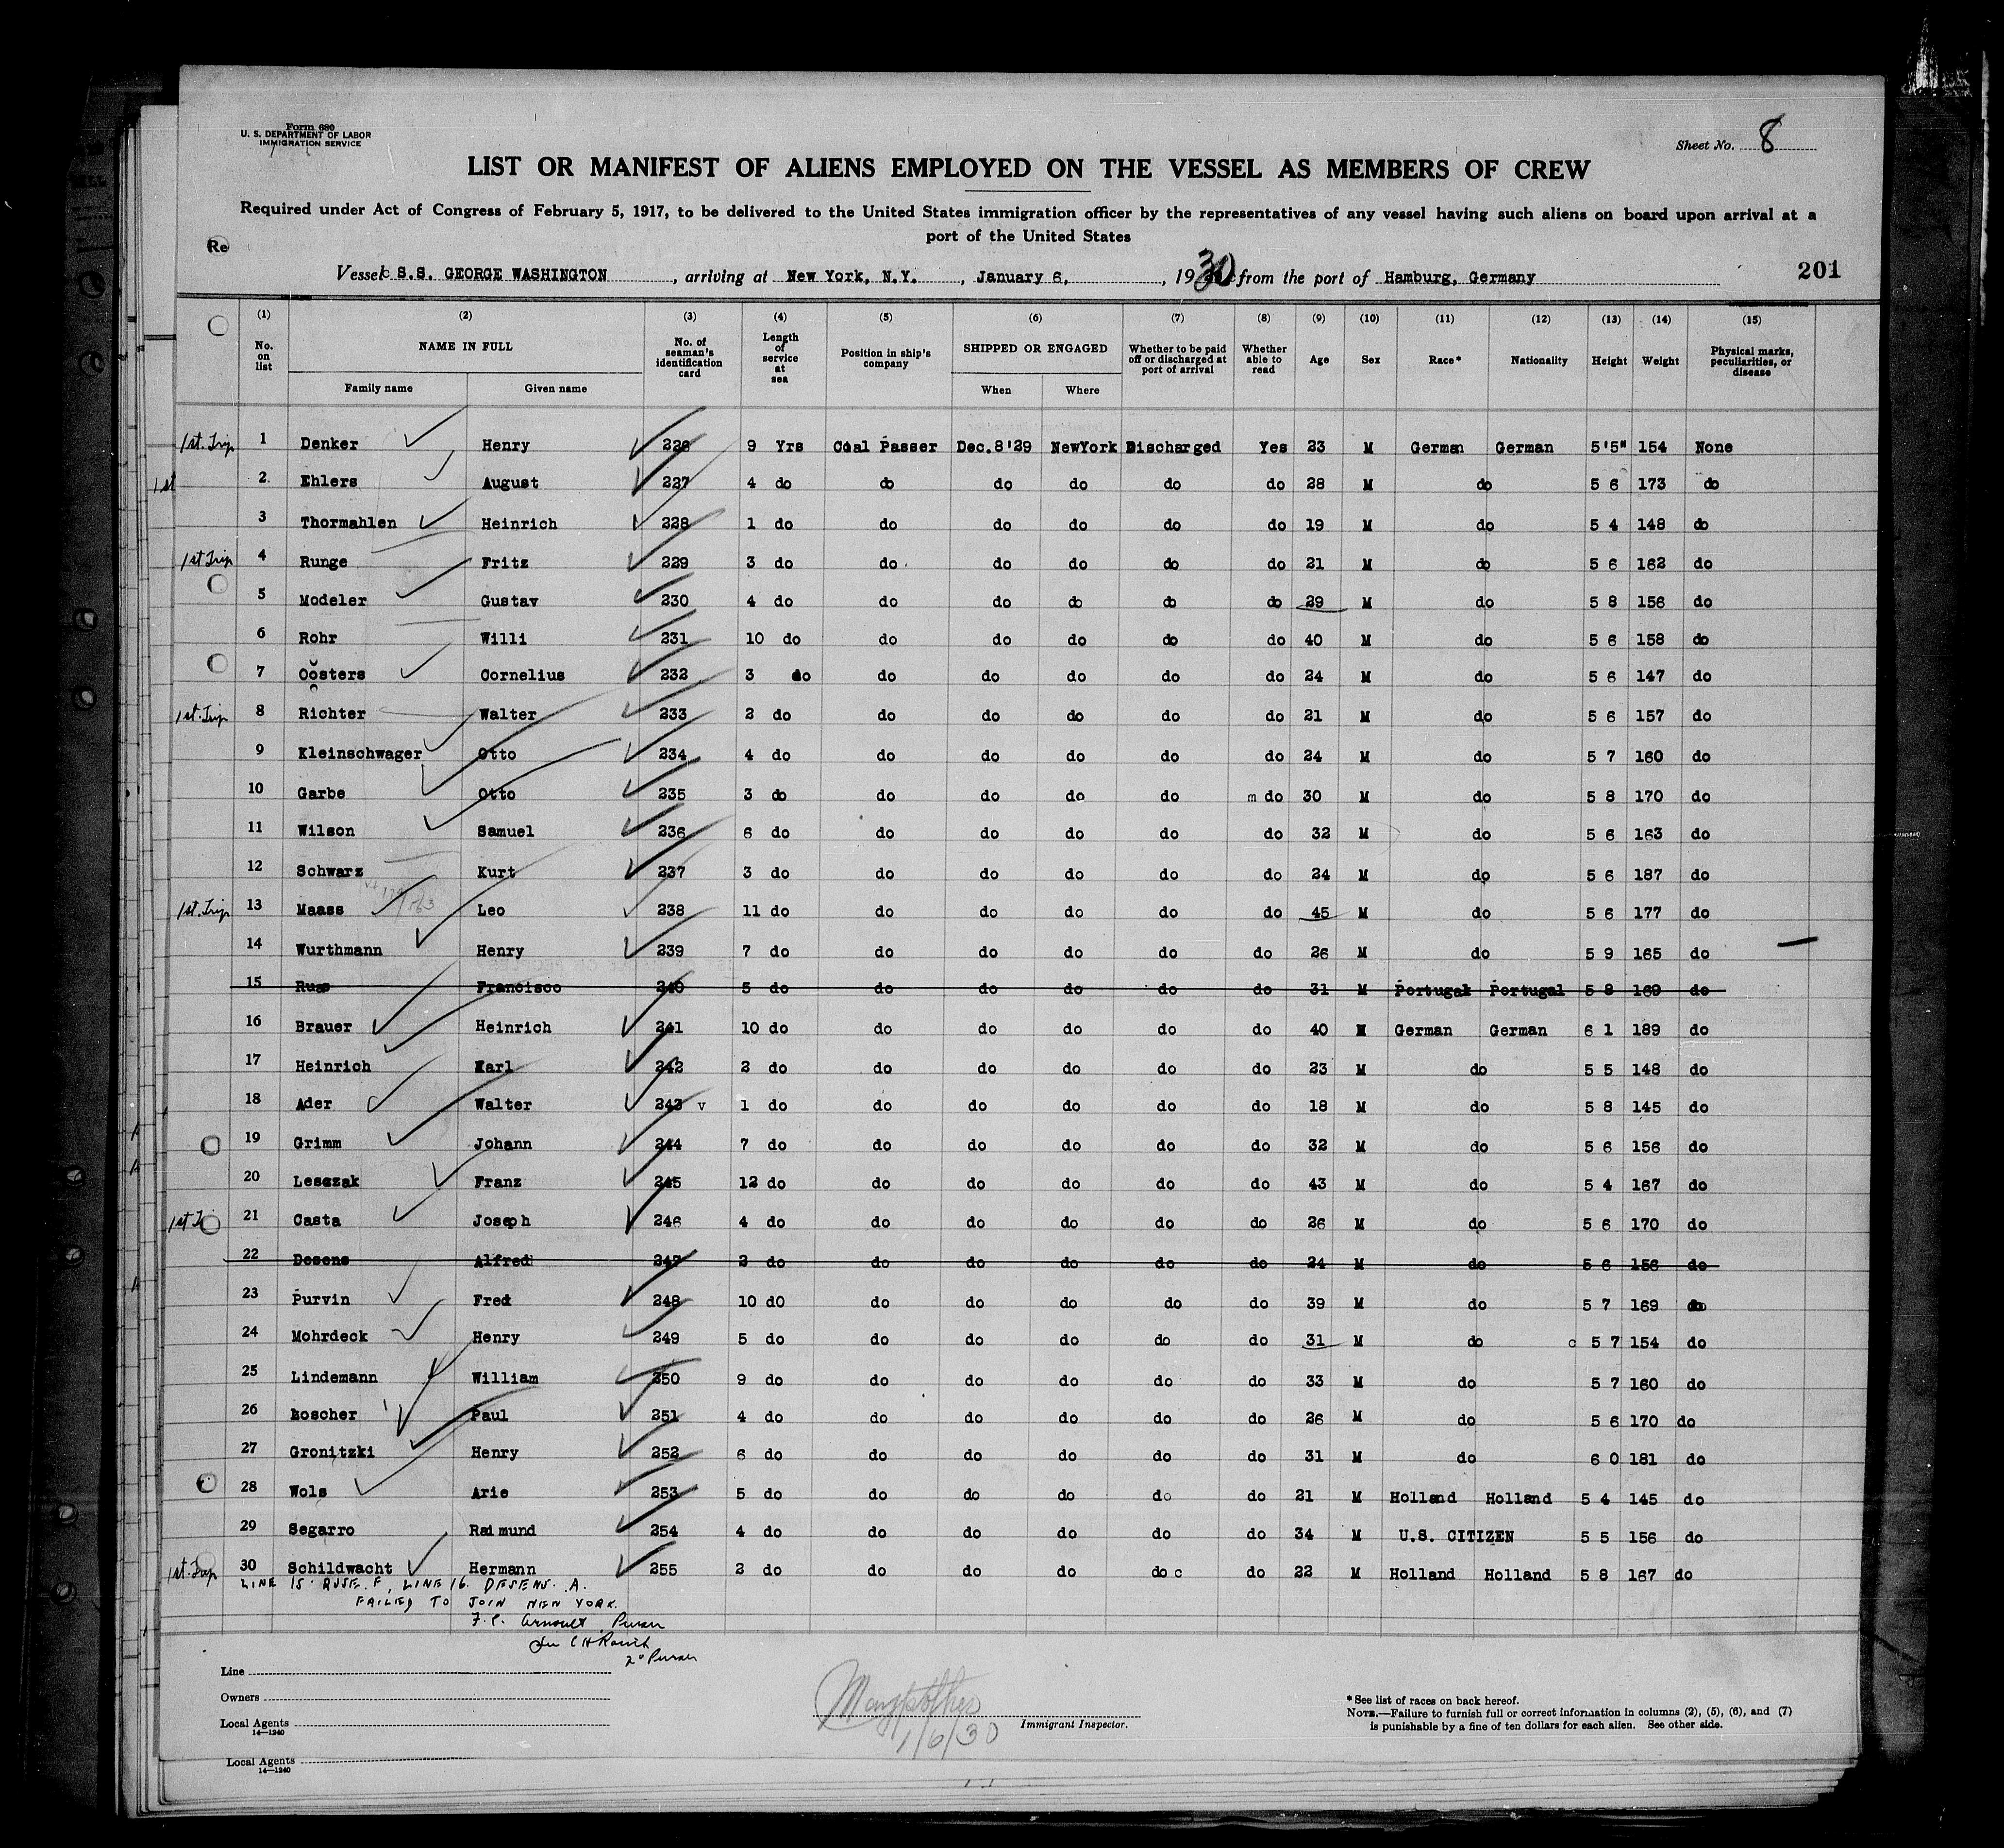 Form 680
U. S. DEPARTMENT OF LABOR
IMMIGRATION SERVICE
Sheet No. 8
LIST OR MANIFEST OF ALIENS EMPLOYED ON THE VESSEL AS MEMBERS OF CREW
Required under Act of Congress of February 5, 1917, to be delivered to the United States immigration officer by the representatives of any vessel having such aliens on board upon arrival at a
port of the United States
Re
Vessel S.S. GEORGE WASHINGTON, arriving at New York, N.Y., January 6, 1930 from the port of Hamburg, Germany
201
(1) (2) (3) (4) (5) (6) (7) (8) (9) (10) (11) (12) (13) (14) (15)
No. on list NAME IN FULL Family name Given name No. of seaman's identification card Length of service at sea Position in ship's company SHIPPED OR ENGAGED When Where Whether to be paid off or discharged at port of arrival Whether able to read Age Sex Race* Nationality Height Weight Physical marks, peculiarities, or disease
1st. Trip 1 Denker Henry 226 9 Yrs Coal Passer Dec.8'29 NewYork Discharged Yes 23 M German German 5'5" 154 None
1st 2 Ehlers August 227 4 do do do do do do 28 M do 5 6 173 do
3 Thormahlen Heinrich 228 1 do do do do do do 19 M do 5 4 148 do
1st Trip 4 Runge Fritz 229 3 do do do do do do 21 M do 5 6 162 do
5 Modeler Gustav 230 4 do do do do do do 29 M do 5 8 156 do
6 Rohr Willi 231 10 do do do do do do 40 M do 5 6 158 do
7 Oosters Cornelius 232 3 do do do do do do 24 M do 5 6 147 do
1st. Trip 8 Richter Walter 233 2 do do do do do do 21 M do 5 6 157 do
9 Kleinschwager Otto 234 4 do do do do do do 24 M do 5 7 160 do
10 Garbe Otto 235 3 do do do do do m do 30 M do 5 8 170 do
11 Wilson Samuel 236 6 do do do do do do 32 M do 5 6 163 do
12 Schwarz Kurt 237 3 do do do do do do 24 M do 5 6 187 do
1st. Trip 13 Maass Leo 238 11 do do do do do do 45 M do 5 6 177 do
14 Wurthmann Henry 239 7 do do do do do do 26 M do 5 9 165 do
15 Francisco 240 5 do do do do do do 31 M Portugal Portugal 5 8 169 do
16 Brauer Heinrich 241 10 do do do do do do 40 M German German 6 1 189 do
17 Heinrich Karl 242 2 do do do do do do 23 M do 5 5 148 do
18 Ader Walter 243 v 1 do do do do do do 18 M do 5 8 145 do
19 Grimm Johann 244 7 do do do do do do 32 M do 5 6 156 do
20 Lesczak Franz 245 12 do do do do do do 43 M do 5 4 167 do
1st 21 Casta Joseph 246 4 do do do do do do 26 M do 5 6 170 do
22 Desens Alfred 247 2 do do do do do do 24 M do 5 6 156 do
23 Purvin Fred 248 10 d0 do do do do do 39 M do 5 7 169 do
24 Mohrdeck Henry 249 5 do do do do do do 31 M do c 5 7 154 do
25 Lindemann William 250 9 do do do do do do 33 M do 5 7 160 do
26 Loscher Paul 251 4 do do do do do do 26 M do 5 6 170 do
27 Gronitzki Henry 252 6 do do do do do do 31 M do 6 0 181 do
28 Wols Arie 253 5 do do do do do do 21 M Holland Holland 5 4 145 do
29 Segarro Raimund 254 4 do do do do do do 34 M U.S. CITIZEN 5 5 156 do
1st. Trip 30 Schildwacht Hermann 255 2 do do do do do c do 22 M Holland Holland 5 8 167 do
LINE 15. F, LINE 16. DESENS. A.
FAILED TO JOIN NEW YORK.
F. C. Arnoult Purser
2º Purser
Line
Owners
Local Agents
14—1240
Immigrant Inspector.
1/6/30
* See list of races on back hereof.
NOTE.—Failure to furnish full or correct information in columns (2), (5), (6), and (7)
is punishable by a fine of ten dollars for each alien. See other side.
Local Agents
14—1240